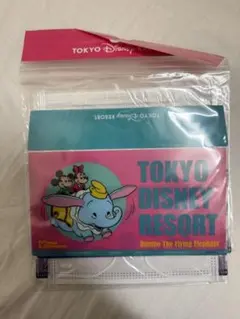 TOKYO Disney RESORT
TOKYO Disney RESORT
TOKYO
DISNEY
RESORT
Dumbo The Flying Elephant